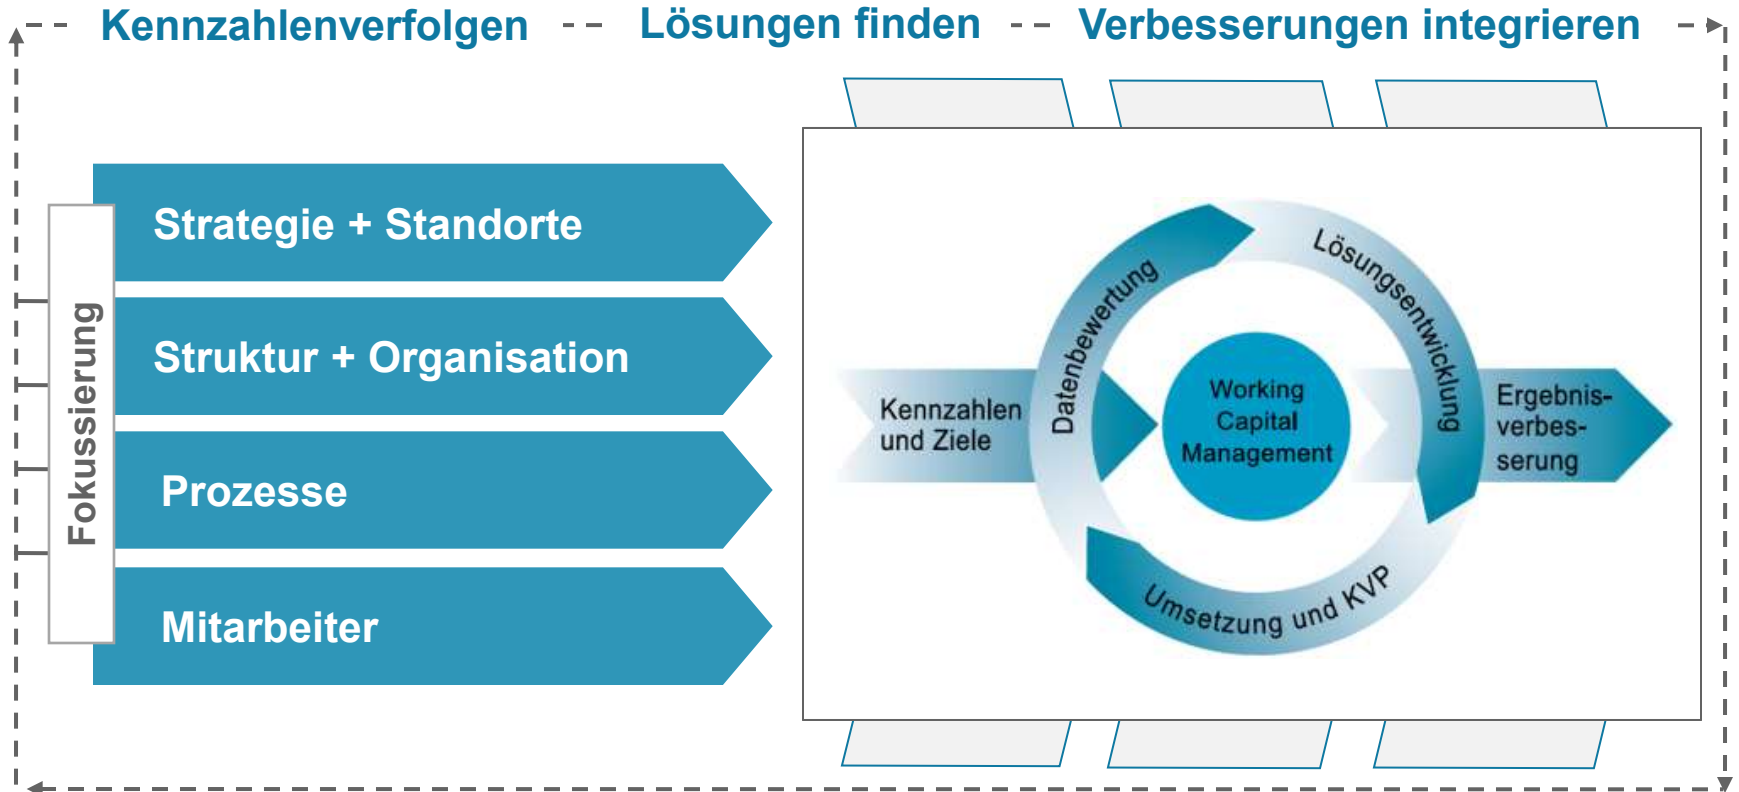 Kennzahlenverfolgen
Lösungen finden
Verbesserungen integrieren
Fokussierung
Strategie + Standorte
Struktur + Organisation
Prozesse
Mitarbeiter
Kennzahlen
und Ziele
Datenbewertung
Lösungsentwicklung
Umsetzung und KVP
Working
Capital
Management
Ergebnis-
verbes-
serung